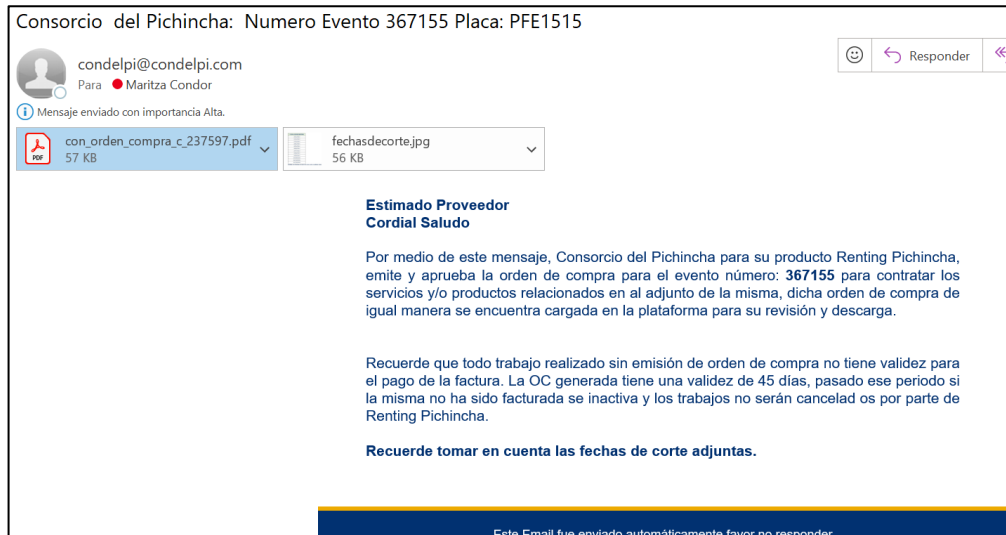 Consorcio del Pichincha: Numero Evento 367155 Placa: PFE1515
condelpi@condelpi.com
Para Maritza Condor
Responder
Mensaje enviado con importancia Alta.
con_orden_compra_c_237597.pdf
57 KB
fechasdecorte.jpg
56 KB
PDF
Estimado Proveedor
Cordial Saludo
Por medio de este mensaje, Consorcio del Pichincha para su producto Renting Pichincha,
emite y aprueba la orden de compra para el evento número: 367155 para contratar los
servicios y/o productos relacionados en al adjunto de la misma, dicha orden de compra de
igual manera se encuentra cargada en la plataforma para su revisión y descarga.
Recuerde que todo trabajo realizado sin emisión de orden de compra no tiene validez para
el pago de la factura. La OC generada tiene una validez de 45 días, pasado ese periodo si
la misma no ha sido facturada se inactiva y los trabajos no serán cancelad os por parte de
Renting Pichincha.
Recuerde tomar en cuenta las fechas de corte adjuntas.
Este Email fue enviado automáticamente favor no responder